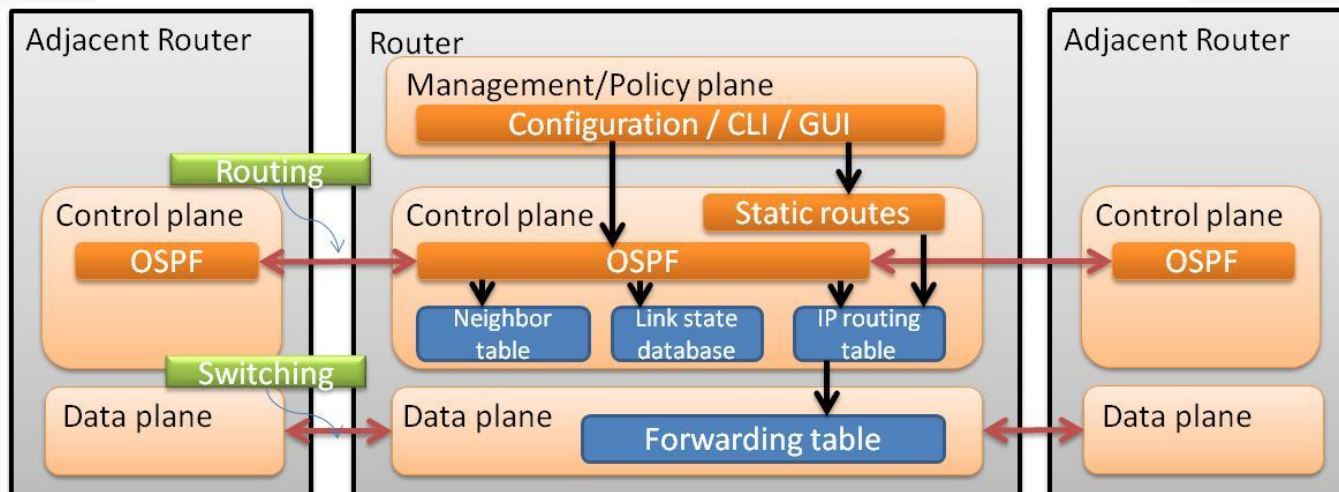 Adjacent Router
Router
Adjacent Router
Management/Policy plane
Configuration / CLI / GUI
Routing
Control plane
Control plane
Static routes
Control plane
OSPF
OSPF
OSPF
Neighbor
table
Link state
database
IP routing
table
Switching
Data plane
Data plane
Forwarding table
Data plane